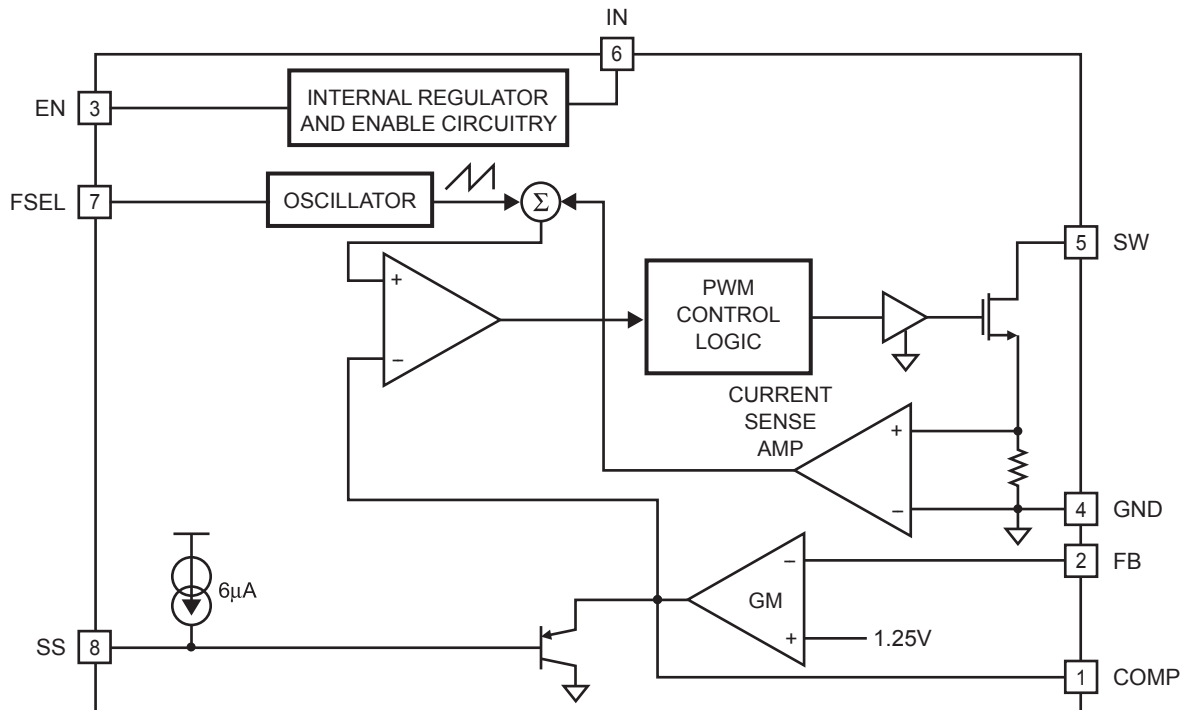 IN
6
EN 3
INTERNAL REGULATOR
AND ENABLE CIRCUITRY
FSEL 7
OSCILLATOR
Σ
5 SW
+
−
PWM
CONTROL
LOGIC
CURRENT
SENSE
AMP
+
−
4 GND
2 FB
−
GM
+
1.25V
6μA
SS 8
1 COMP